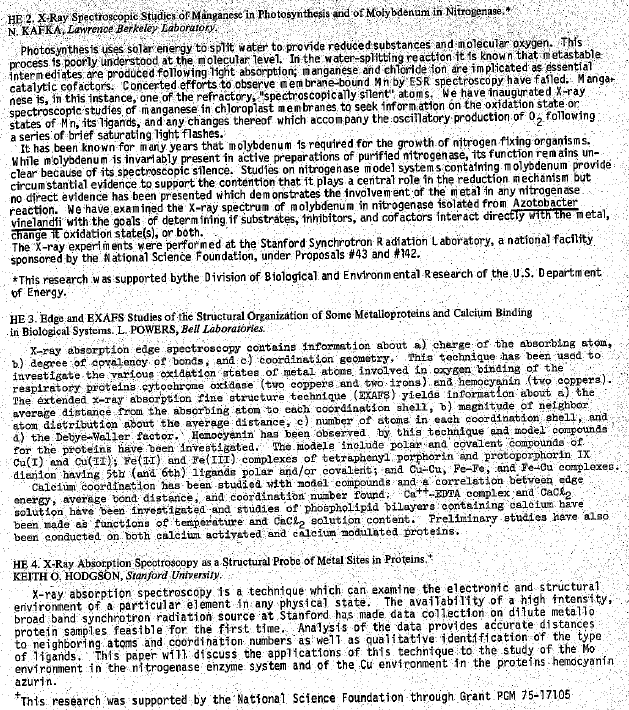 HE 2. X-Ray Spectroscopic Studies of Manganese in Photosynthesis and of Molybdenum in Nitrogenase.*
N. KAFKA, Lawrence Berkeley Laboratory.
Photosynthesis uses solar energy to split water to provide reduced substances and molecular oxygen. This
process is poorly understood at the molecular level. In the water-splitting reaction it is known that metastable
intermediates are produced following light absorption; manganese and chloride ion are implicated as essential
catalytic cofactors. Concerted efforts to observe membrane-bound Mn by ESR spectroscopy have failed. Manga-
nese is, in this instance, one of the refractory, "spectroscopically silent" atoms. We have inaugurated X-ray
spectroscopic studies of manganese in chloroplast membranes to seek information on the oxidation state or
states of Mn, its ligands, and any changes thereof which accompany the oscillatory production of O2 following
a series of brief saturating light flashes.
It has been known for many years that molybdenum is required for the growth of nitrogen fixing organisms.
While molybdenum is invariably present in active preparations of purified nitrogenase, its function remains un-
clear because of its spectroscopic silence. Studies on nitrogenase model systems containing molybdenum provide
circumstantial evidence to support the contention that it plays a central role in the reduction mechanism but
no direct evidence has been presented which demonstrates the involvement of the metal in any nitrogenase
reaction. We have examined the X-ray spectrum of molybdenum in nitrogenase isolated from Azotobacter
vinelandii with the goals of determining if substrates, inhibitors, and cofactors interact directly with the metal,
change it oxidation state(s), or both.
The X-ray experiments were performed at the Stanford Synchrotron Radiation Laboratory, a national facility
sponsored by the National Science Foundation, under Proposals #43 and #142.
*This research was supported bythe Division of Biological and Environmental Research of the U.S. Department
of Energy.
HE 3. Edge and EXAFS Studies of the Structural Organization of Some Metalloproteins and Calcium Binding
in Biological Systems. L. POWERS, Bell Laboratories.
X-ray absorption edge spectroscopy contains information about a) charge of the absorbing atom,
b) degree of covalency of bonds, and c) coordination geometry. This technique has been used to
investigate the various oxidation states of metal atoms involved in oxygen binding of the
respiratory proteins cytochrome oxidase (two coppers and two irons) and hemocyanin (two coppers).
The extended x-ray absorption fine structure technique (EXAFS) yields information about a) the
average distance from the absorbing atom to each coordination shell, b) magnitude of neighbor
atom distribution about the average distance, c) number of atoms in each coordination shell, and
d) the Debye-Waller factor. Hemocyanin has been observed by this technique and model compounds
for the proteins have been investigated. The models include polar and covalent compounds of
Cu(I) and Cu(II); Fe(II) and Fe(III) complexes of tetraphenyl porphorin and protoporphorin IX
dianion having 5th (and 6th) ligands polar and/or covalent; and Cu-Cu, Fe-Fe, and Fe-Cu complexes.
Calcium coordination has been studied with model compounds and a correlation between edge
energy, average bond distance, and coordination number found. Ca++-EDTA complex and CaCl2
solution have been investigated and studies of phospholipid bilayers containing calcium have
been made as functions of temperature and CaCl2 solution content. Preliminary studies have also
been conducted on both calcium activated and calcium modulated proteins.
HE 4. X-Ray Absorption Spectroscopy as a Structural Probe of Metal Sites in Proteins.+
KEITH O. HODGSON, Stanford University.
X-ray absorption spectroscopy is a technique which can examine the electronic and structural
environment of a particular element in any physical state. The availability of a high intensity,
broad band synchrotron radiation source at Stanford has made data collection on dilute metallo
protein samples feasible for the first time. Analysis of the data provides accurate distances
to neighboring atoms and coordination numbers as well as qualitative identification of the type
of ligands. This paper will discuss the applications of this technique to the study of the Mo
environment in the nitrogenase enzyme system and of the Cu environment in the proteins hemocyanin
azurin.
+This research was supported by the National Science Foundation through Grant PCM 75-17105